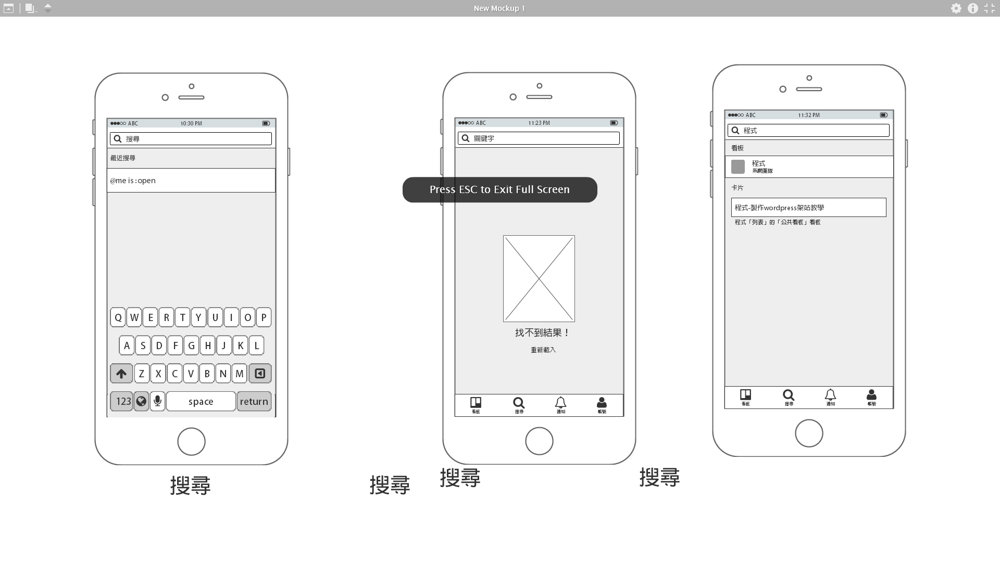 New Mockup 1
ABC 10:30 PM
搜尋
最近搜尋
@me is:open
Q W E R T Y U I O P
A S D F G H J K L
Z X C V B N M
123 space return
搜尋
搜尋
ABC 11:23 PM
關鍵字
Press ESC to Exit Full Screen
找不到結果！
重新載入
看板 搜尋 通知 帳號
搜尋
搜尋
ABC 11:32 PM
程式
看板
程式
系網團隊
卡片
程式-製作wordpress架站教學
程式「列表」的「公共看板」看板
看板 搜尋 通知 帳號